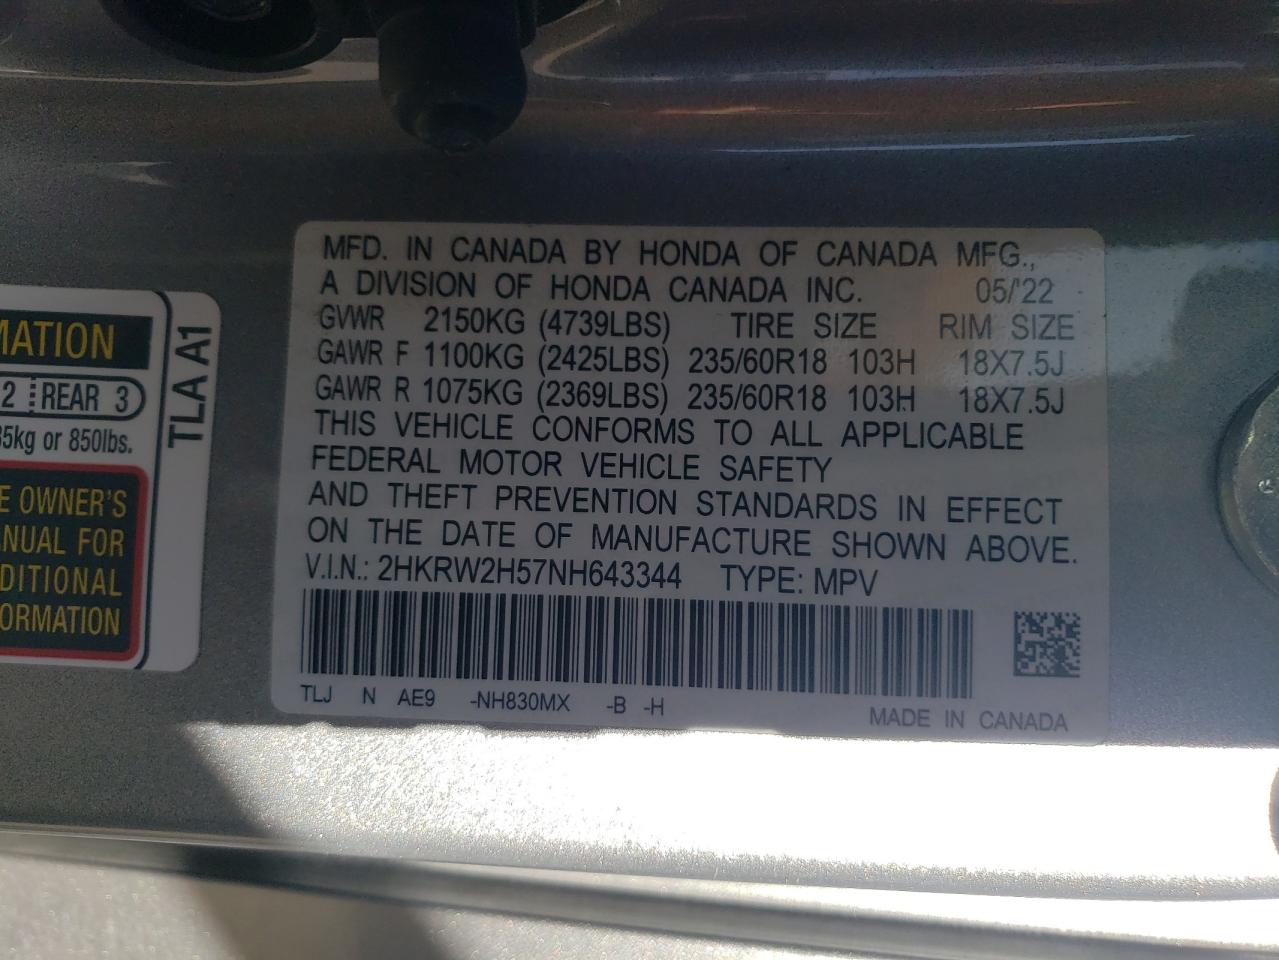 MFD. IN CANADA BY HONDA OF CANADA MFG.,
A DIVISION OF HONDA CANADA INC. 05/'22
GVWR 2150KG (4739LBS) TIRE SIZE RIM SIZE
GAWR F 1100KG (2425LBS) 235/60R18 103H 18X7.5J
GAWR R 1075KG (2369LBS) 235/60R18 103H 18X7.5J
THIS VEHICLE CONFORMS TO ALL APPLICABLE
FEDERAL MOTOR VEHICLE SAFETY
AND THEFT PREVENTION STANDARDS IN EFFECT
ON THE DATE OF MANUFACTURE SHOWN ABOVE.
V.I.N.: 2HKRW2H57NH643344 TYPE: MPV
TLJ N AE9 -NH830MX -B -H
MADE IN CANADA
MATION
2 REAR 3
35kg or 850lbs.
E OWNER'S
NUAL FOR
DITIONAL
ORMATION
TLA A1